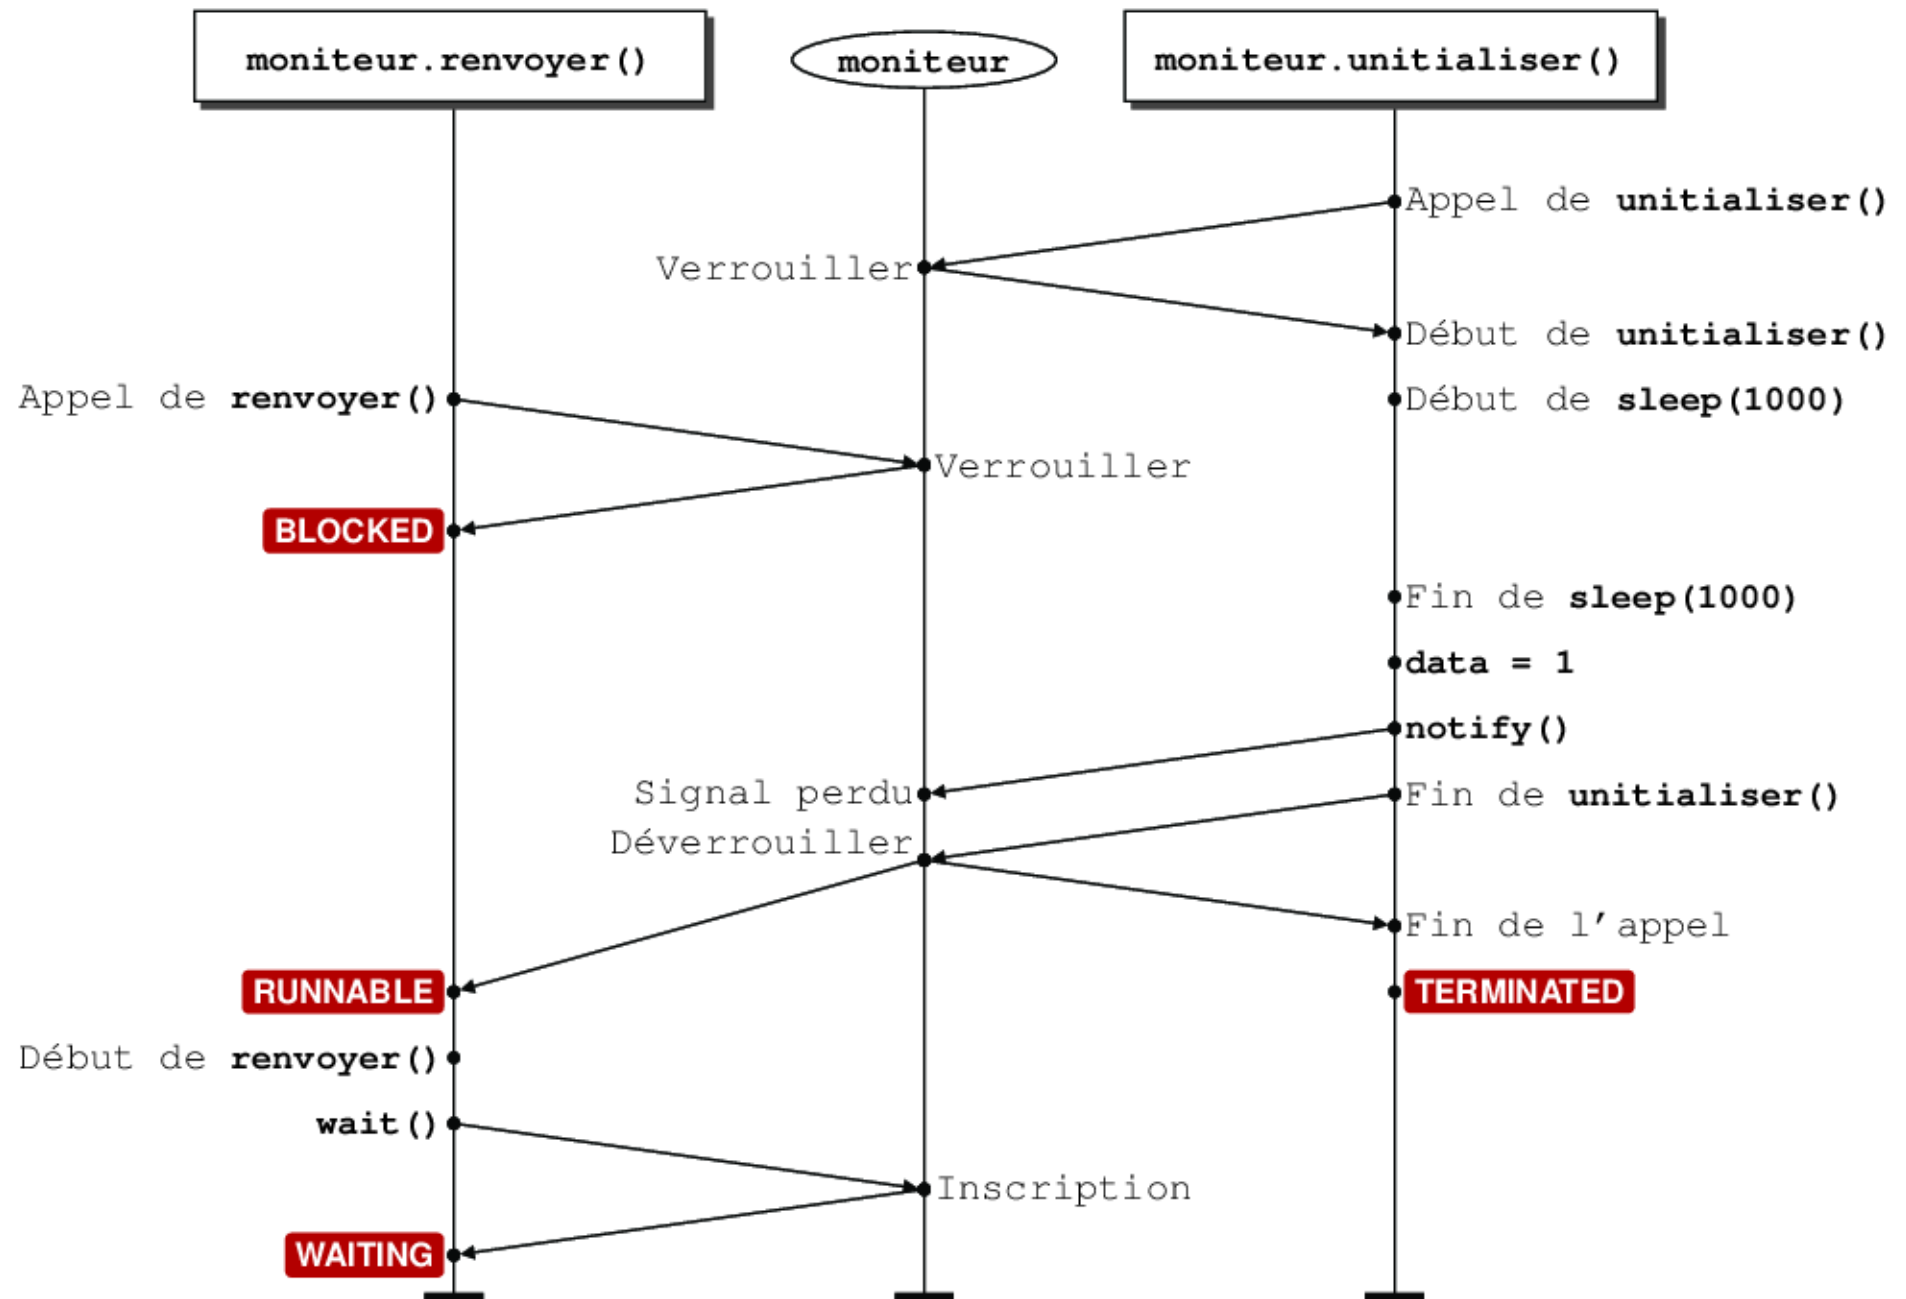 moniteur.renvoyer()
moniteur
moniteur.unitialiser()
Appel de unitialiser()
Verrouiller
Début de unitialiser()
Appel de renvoyer()
Début de sleep(1000)
Verrouiller
BLOCKED
Fin de sleep(1000)
data = 1
notify()
Signal perdu
Fin de unitialiser()
Déverrouiller
Fin de l'appel
RUNNABLE
TERMINATED
Début de renvoyer()
wait()
Inscription
WAITING